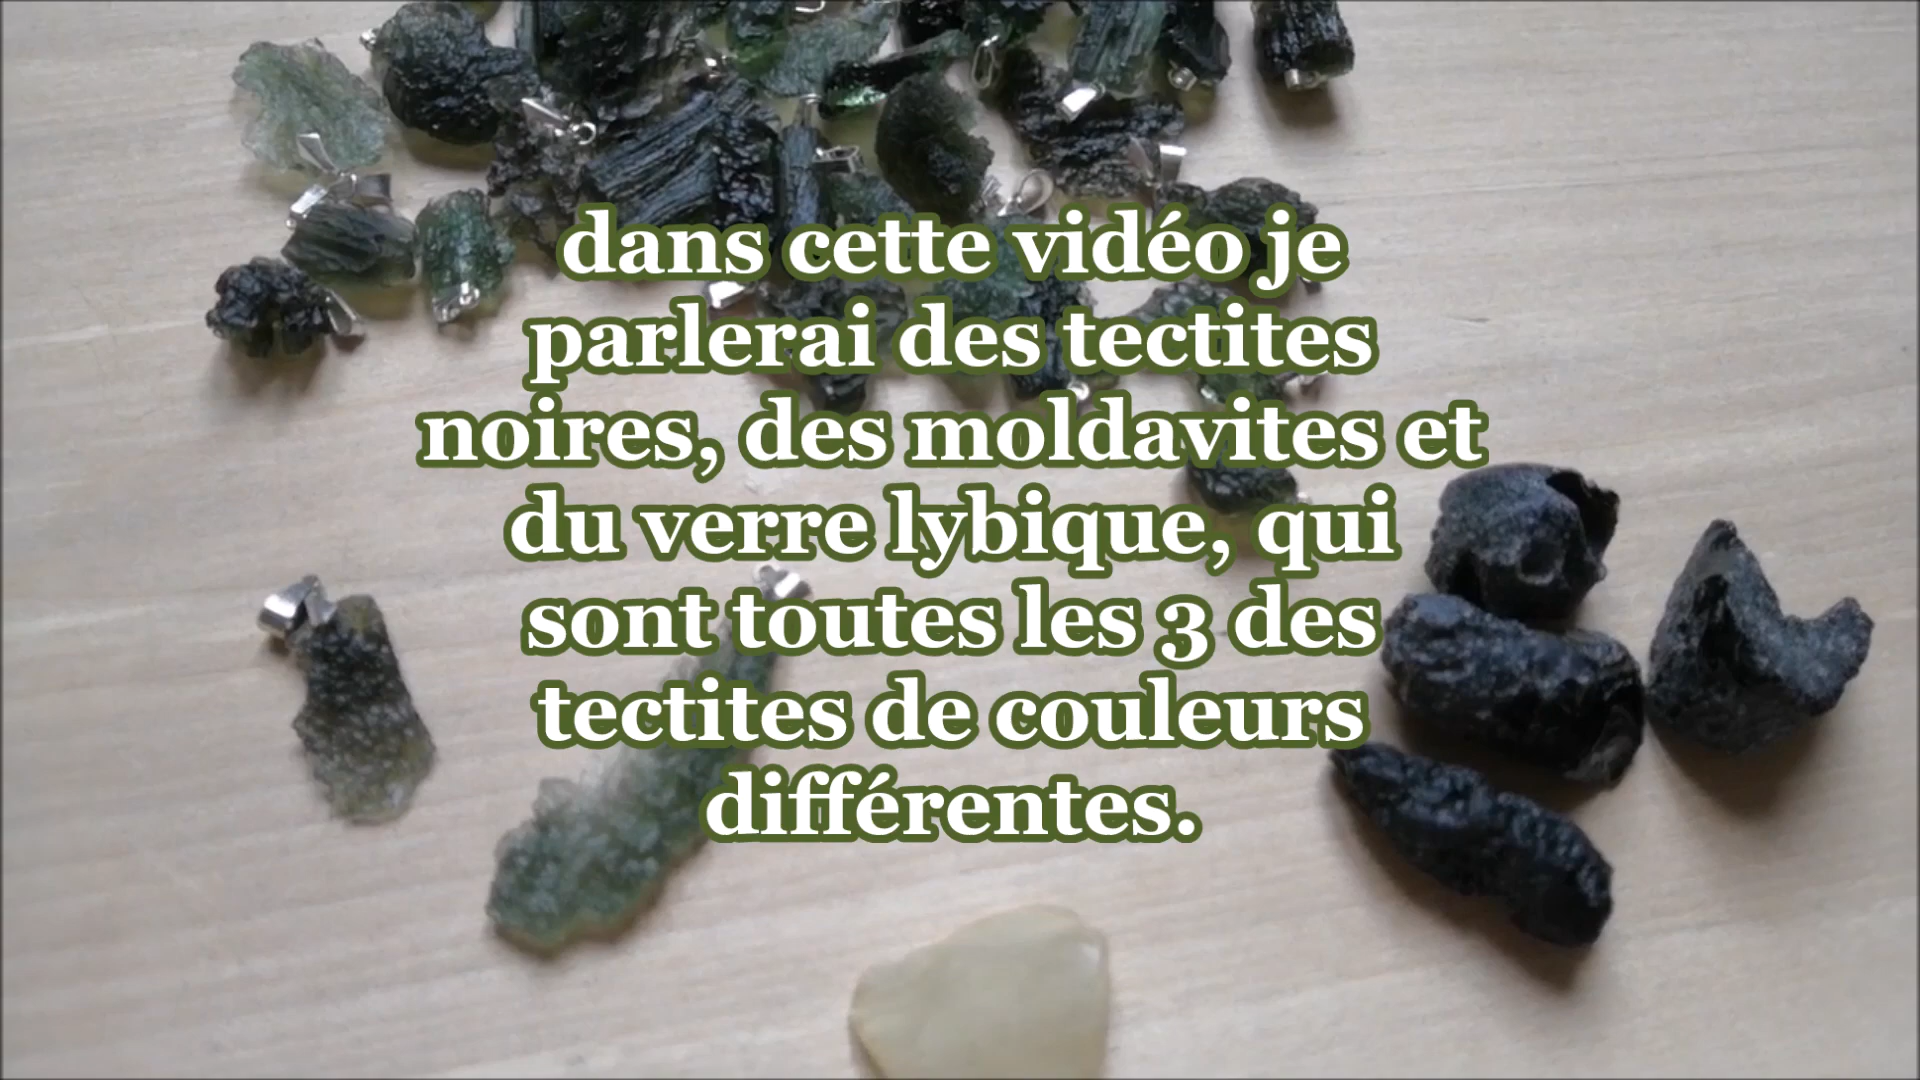 dans cette vidéo je
parlerai des tectites
noires, des moldavites et
du verre lybique, qui
sont toutes les 3 des
tectites de couleurs
différentes.